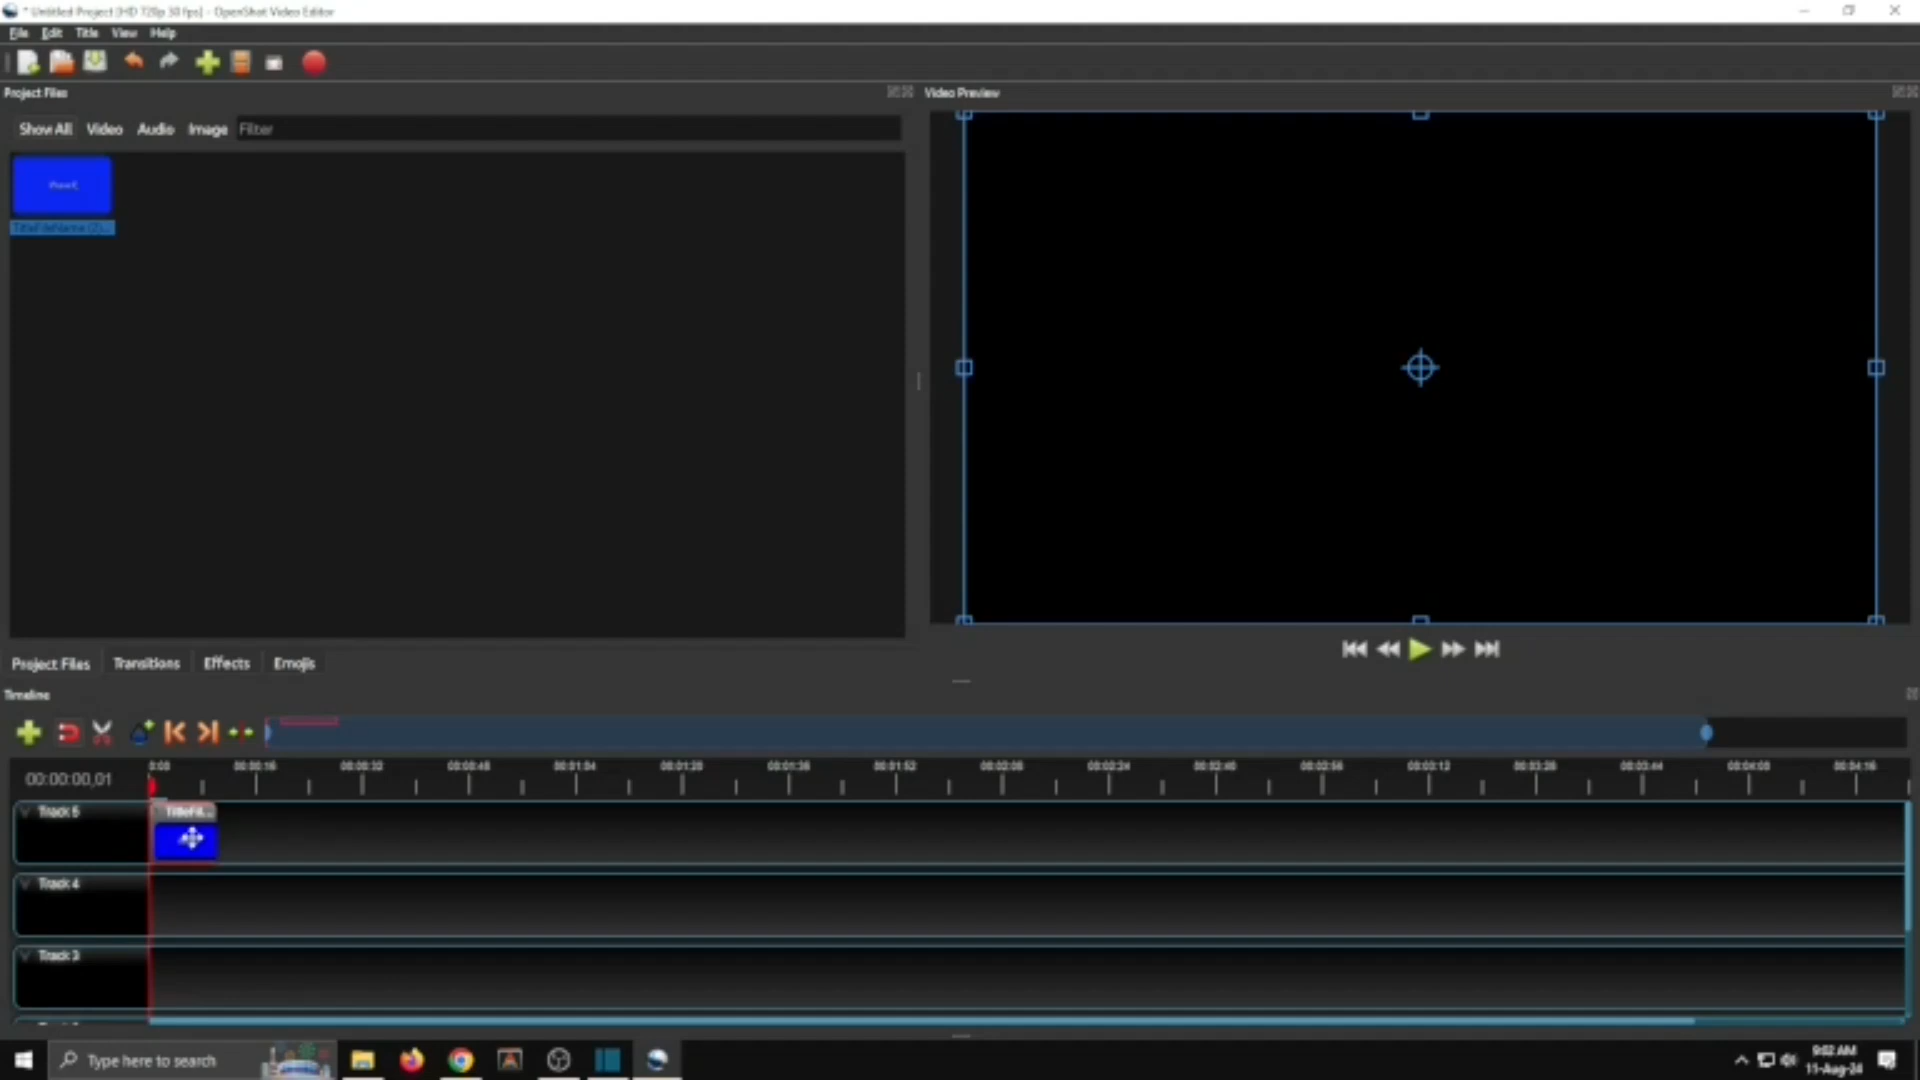 * Untitled Project [HD 720p 30 fps] - OpenShot Video Editor
File Edit Title View Help
Project Files
Video Preview
Show All Video Audio Image Filter
TitleFileName (2)...
Project Files Transitions Effects Emojis
Timeline
00:00:00,01
0:00 00:00:16 00:00:32 00:00:48 00:01:04 00:01:20 00:01:36 00:01:52 00:02:08 00:02:24 00:02:40 00:02:56 00:03:12 00:03:28 00:03:44 00:04:00 00:04:16
Track 5
TitleFil...
Track 4
Track 3
Type here to search
9:02 AM
11-Aug-24